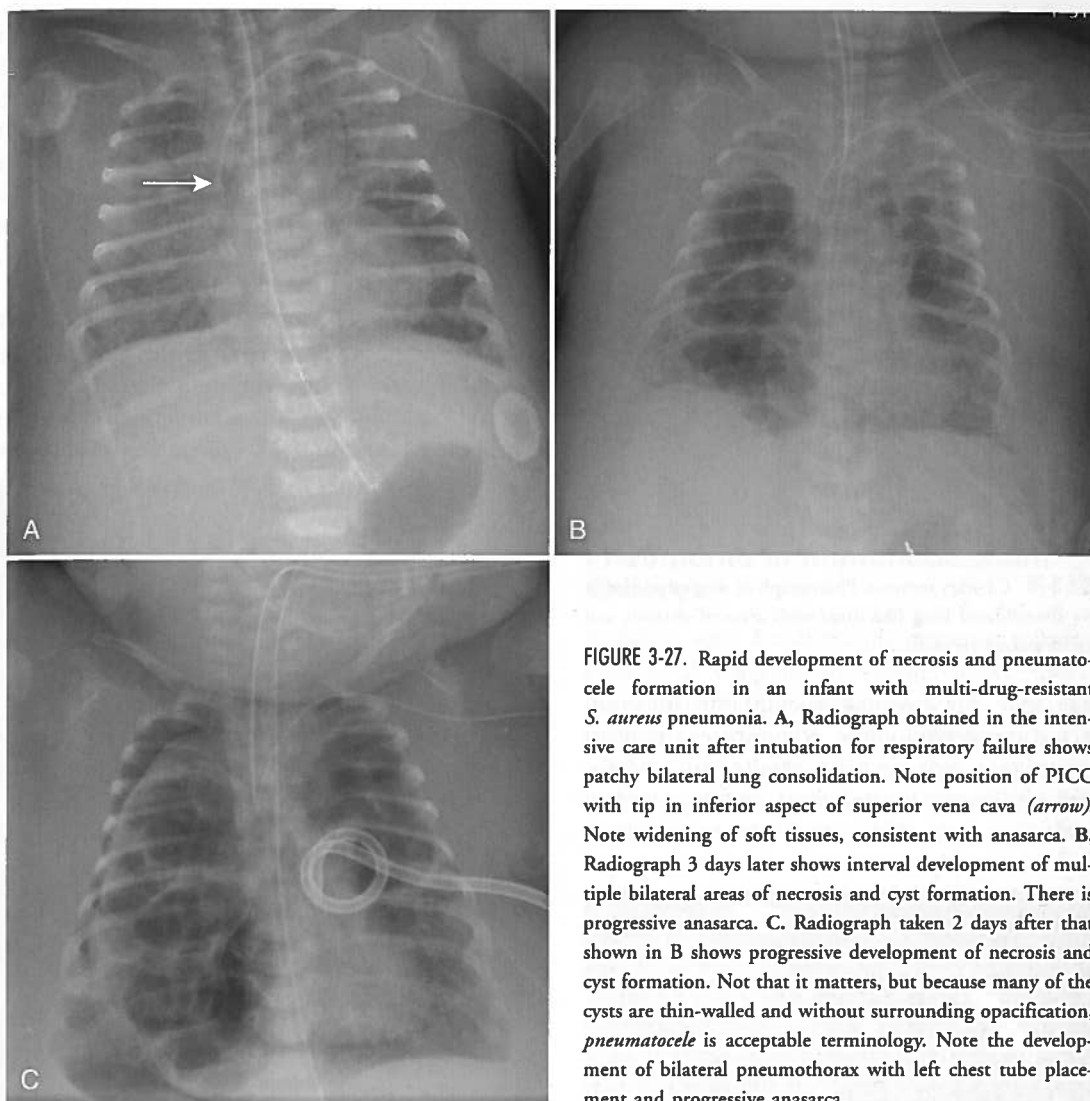 A
B
C
FIGURE 3-27. Rapid development of necrosis and pneumato-
cele formation in an infant with multi-drug-resistant
S. aureus pneumonia. A, Radiograph obtained in the inten-
sive care unit after intubation for respiratory failure shows
patchy bilateral lung consolidation. Note position of PICC
with tip in inferior aspect of superior vena cava (arrow)
Note widening of soft tissues, consistent with anasarca. B,
Radiograph 3 days later shows interval development of mul-
tiple bilateral areas of necrosis and cyst formation. There is
progressive anasarca. C. Radiograph taken 2 days after that
shown in B shows progressive development of necrosis and
cyst formation. Not that it matters, but because many of the
cysts are thin-walled and without surrounding opacification,
pneumatocele is acceptable terminology. Note the develop-
ment of bilateral pneumothorax with left chest tube place-
ment and progressive anasarca